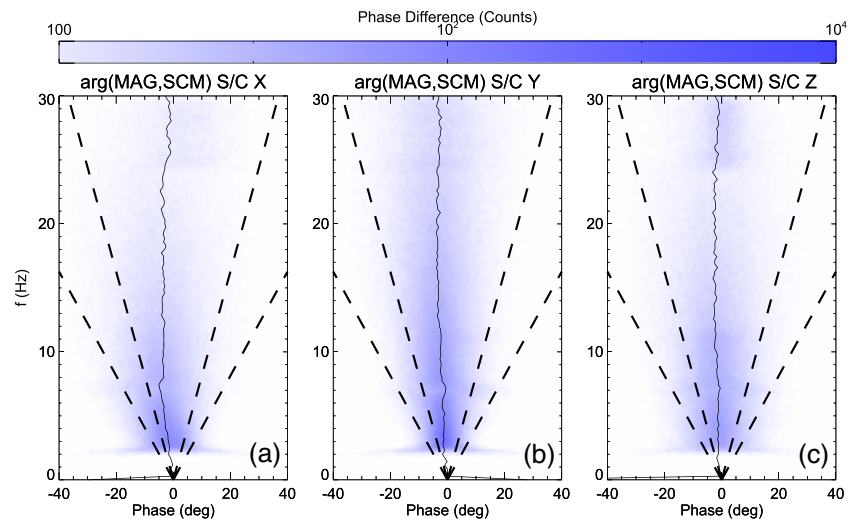 Phase Difference (Counts)
100 10² 10⁴
arg(MAG,SCM) S/C X arg(MAG,SCM) S/C Y arg(MAG,SCM) S/C Z
30 30 30
20 20 20
f (Hz)
10 10 10
(a) (b) (c)
0 0 0
-40 -20 0 20 40 -40 -20 0 20 40 -40 -20 0 20 40
Phase (deg) Phase (deg) Phase (deg)